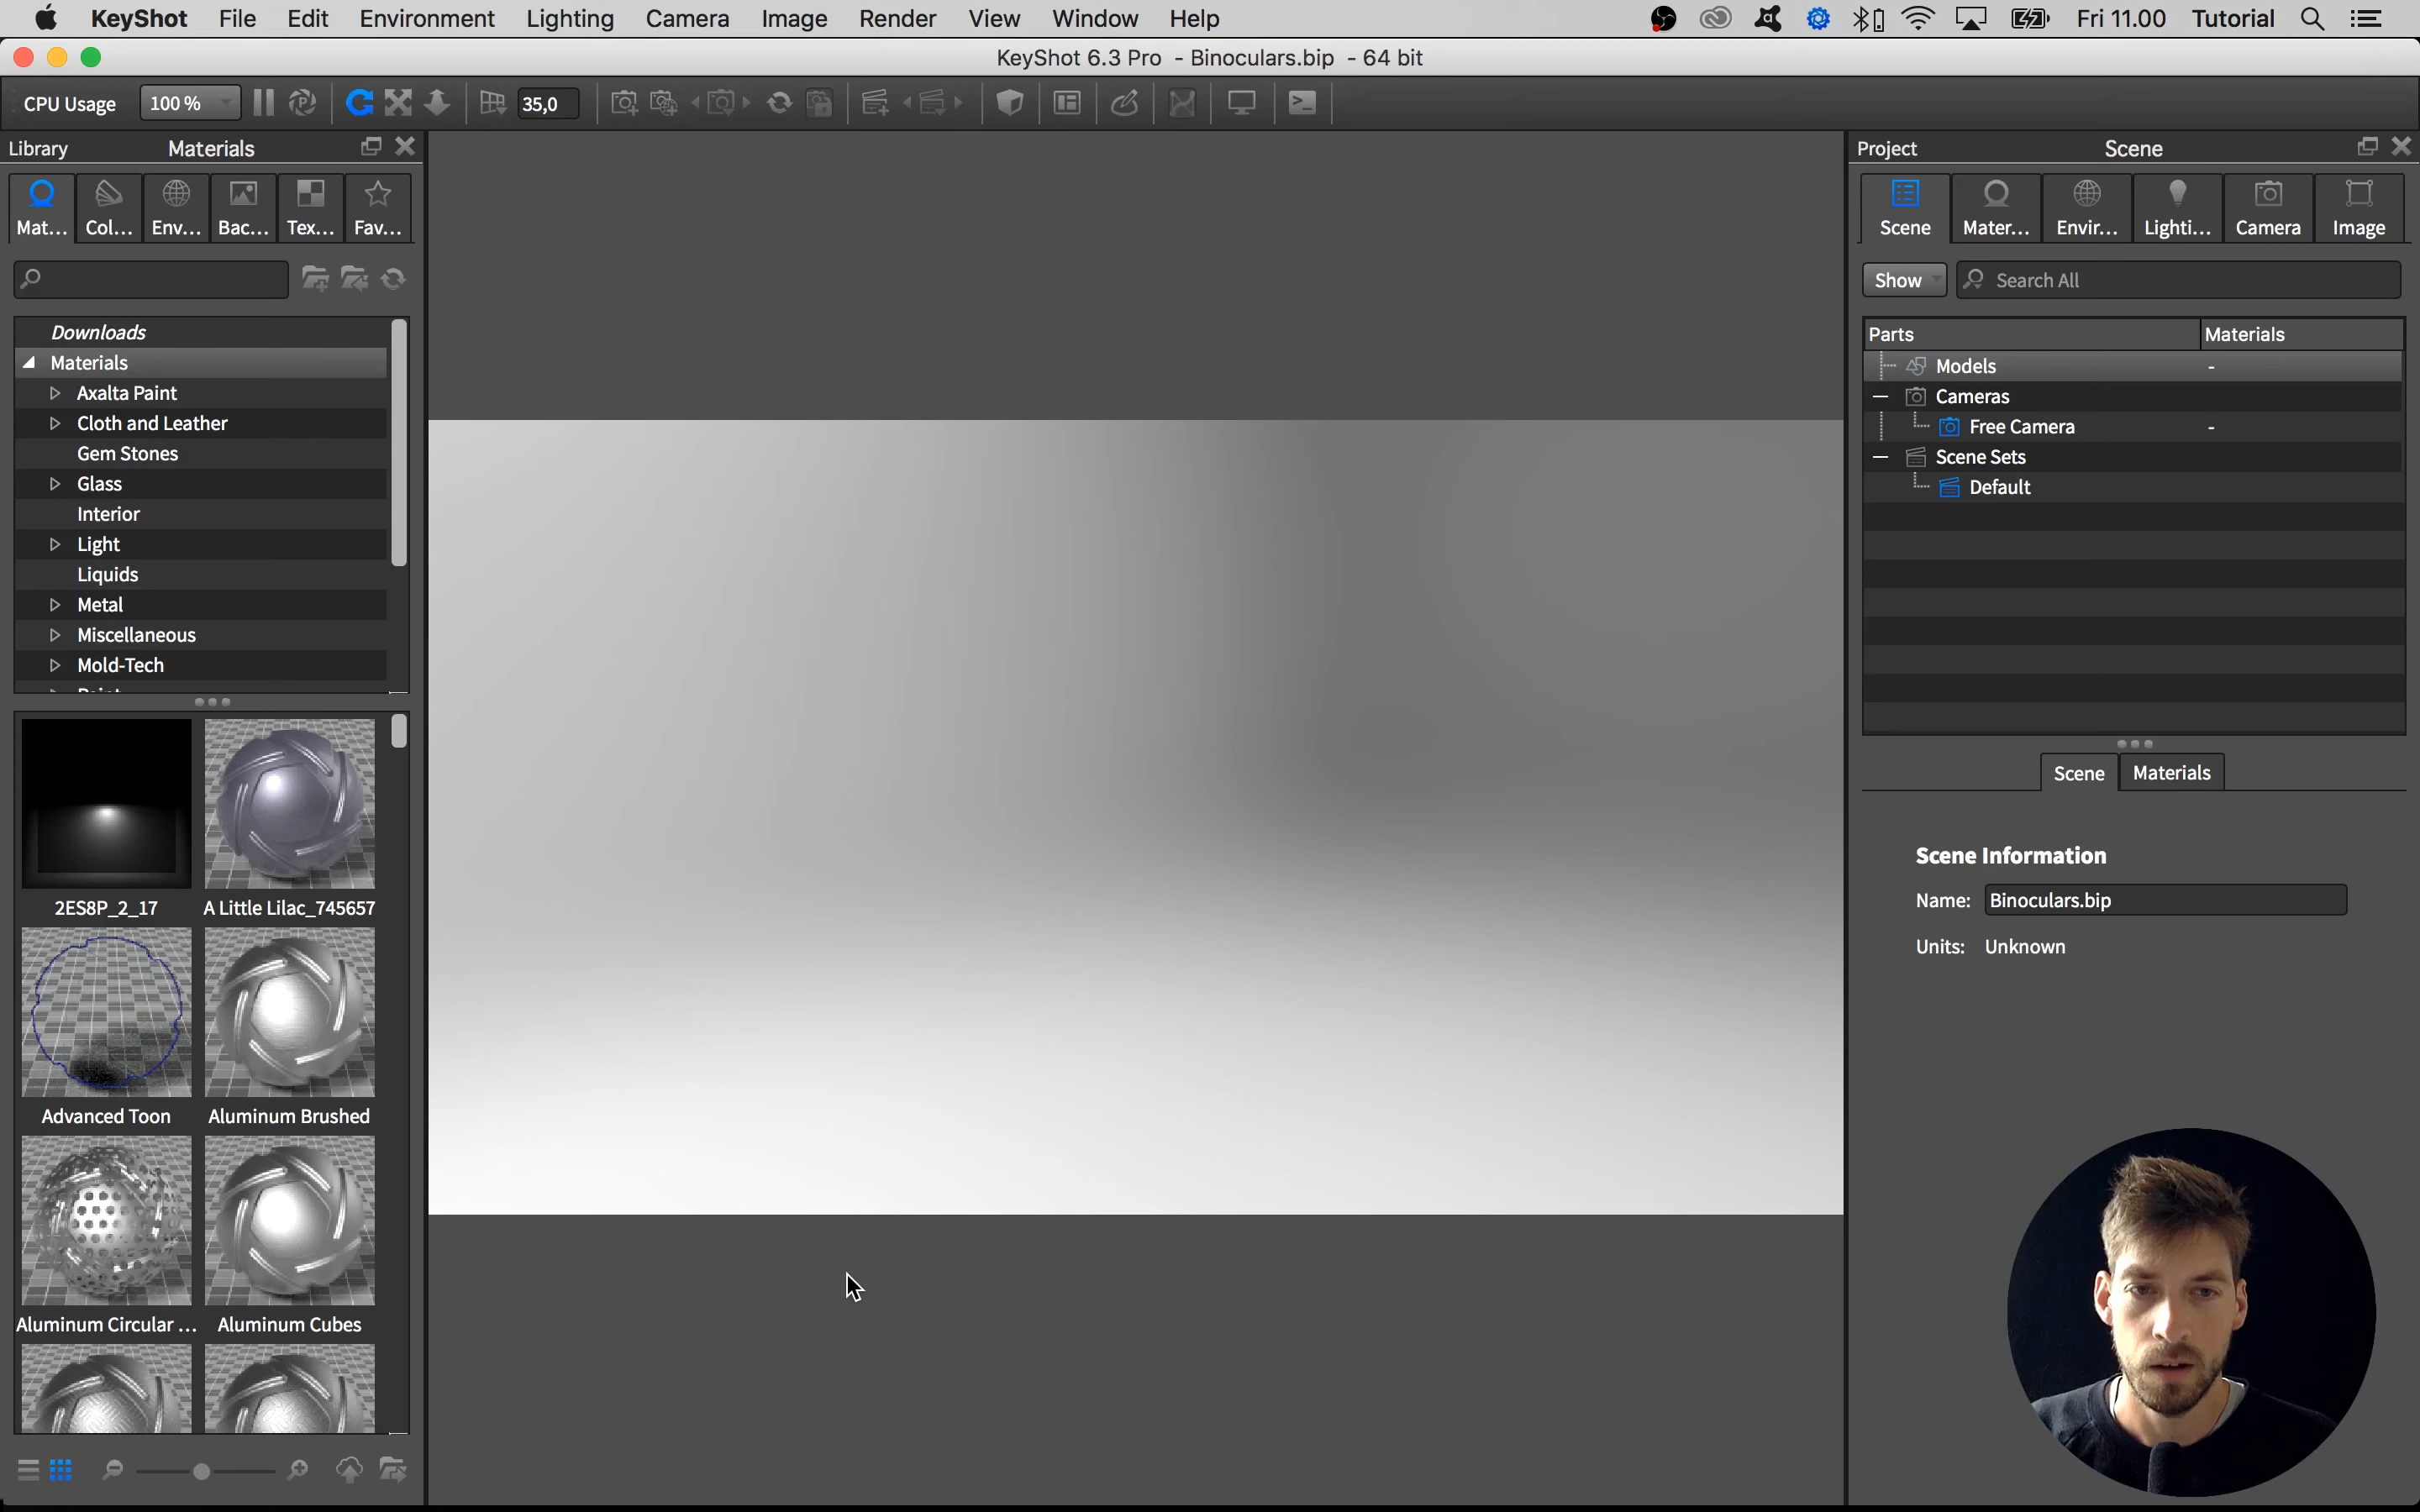 KeyShot File Edit Environment Lighting Camera Image Render View Window Help Fri 11.00 Tutorial
KeyShot 6.3 Pro - Binoculars.bip - 64 bit
CPU Usage 100 % 35,0
Library Materials
Mat... Col... Env... Bac... Tex... Fav...
Downloads
Materials
Axalta Paint
Cloth and Leather
Gem Stones
Glass
Interior
Light
Liquids
Metal
Miscellaneous
Mold-Tech
2ES8P_2_17 A Little Lilac_745657
Advanced Toon Aluminum Brushed
Aluminum Circular ... Aluminum Cubes
Project Scene
Scene Mater... Envir... Lighti... Camera Image
Show Search All
Parts Materials
Models -
Cameras
Free Camera -
Scene Sets
Default
Scene Materials
Scene Information
Name: Binoculars.bip
Units: Unknown